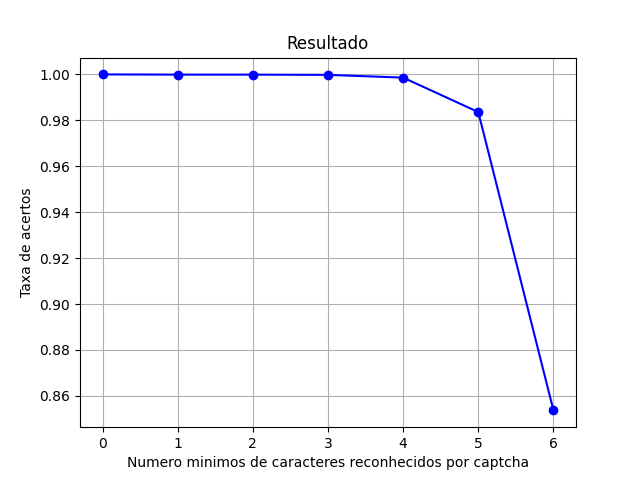 Resultado
1.00
0.98
0.96
0.94
0.92
0.90
0.88
0.86
Taxa de acertos
0 1 2 3 4 5 6
Numero minimos de caracteres reconhecidos por captcha